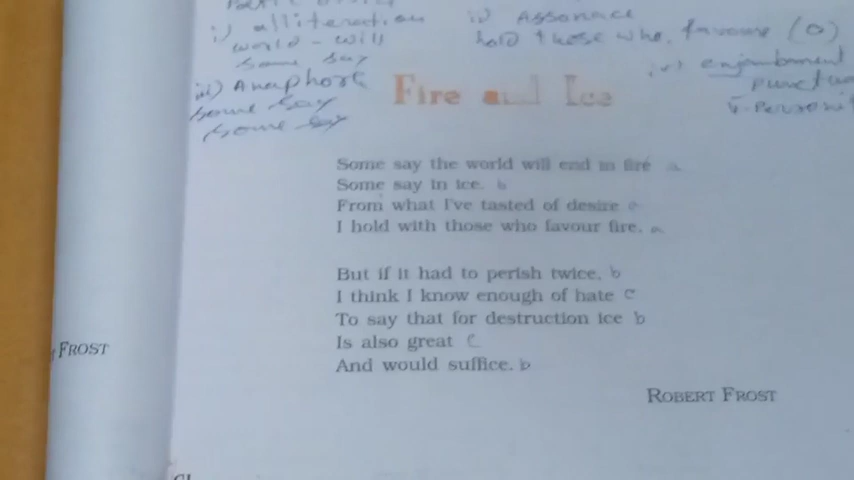 i) alliteration
world - will
some say
iii) Anaphore
some say
some say
ii) Assonance
hold those who favour (o)
iv) enjambment
Fire and Ice
Some say the world will end in fire a
Some say in ice. b
From what I've tasted of desire a
I hold with those who favour fire. a
But if it had to perish twice, b
I think I know enough of hate c
To say that for destruction ice b
Is also great c
And would suffice. b
ROBERT FROST
FROST